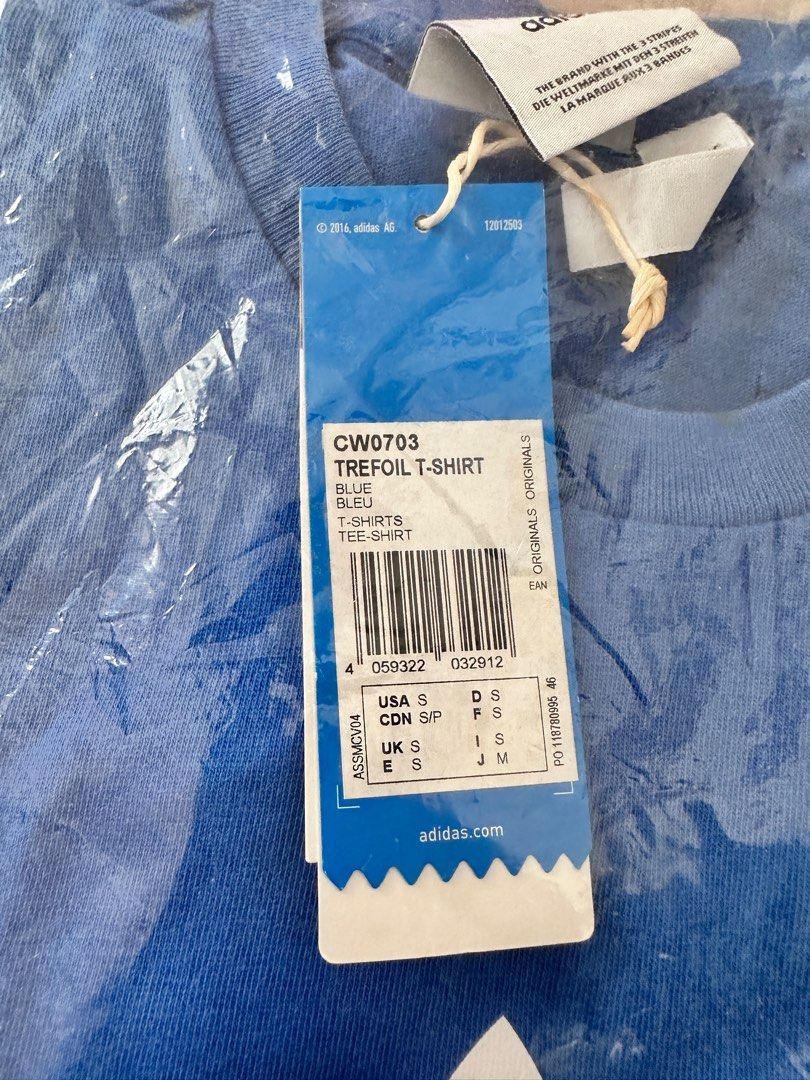 THE BRAND WITH THE 3 STRIPES
DIE WELTMARKE MIT DEN 3 STREIFEN
LA MARQUE AUX 3 BANDES
© 2016, adidas AG. 12012503
CW0703
TREFOIL T-SHIRT
BLUE
BLEU
T-SHIRTS
TEE-SHIRT
ORIGINALS ORIGINALS
EAN
4 059322 032912
USA S D S
CDN S/P F S
UK S I S
E S J M
ASSMCV04
PO 118780995 46
adidas.com